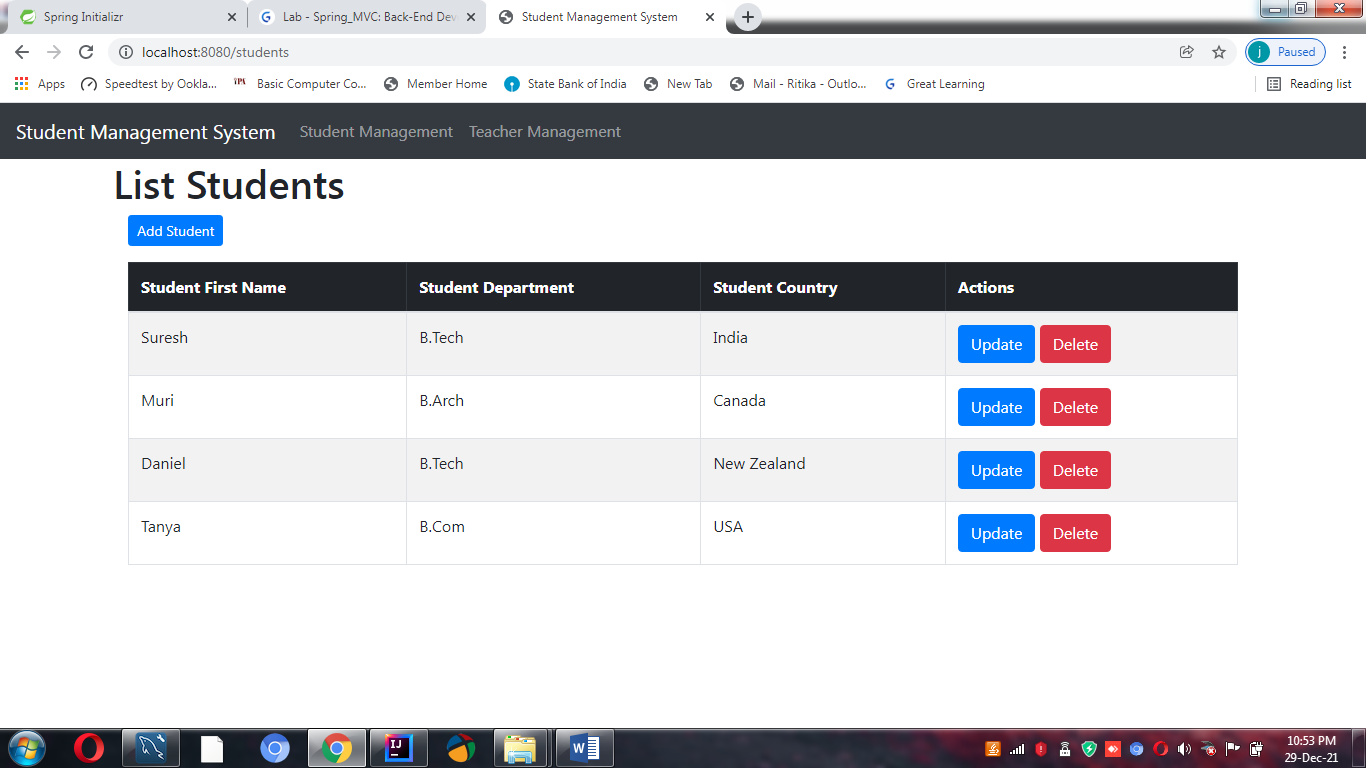 Spring Initializr
Lab - Spring_MVC: Back-End Dev
Student Management System
localhost:8080/students
j Paused
Apps
Speedtest by Ookla...
Basic Computer Co...
Member Home
State Bank of India
New Tab
Mail - Ritika - Outlo...
G Great Learning
Reading list
Student Management System Student Management Teacher Management
List Students
Add Student
Student First Name Student Department Student Country Actions
Suresh B.Tech India Update Delete
Muri B.Arch Canada Update Delete
Daniel B.Tech New Zealand Update Delete
Tanya B.Com USA Update Delete
IJ
W
10:53 PM
29-Dec-21